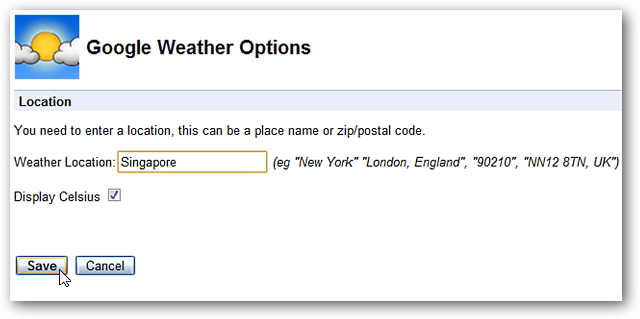 Google Weather Options
Location
You need to enter a location, this can be a place name or zip/postal code.
Weather Location: Singapore (eg "New York" "London, England", "90210", "NN12 8TN, UK")
Display Celsius
Save Cancel